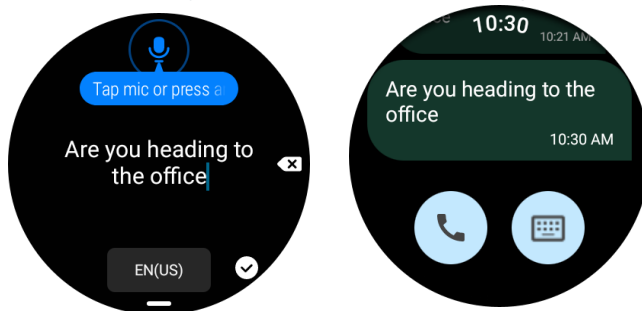 Tap mic or press a
Are you heading to
the office
EN(US)
10:30
10:21 AM
Are you heading to the
office
10:30 AM